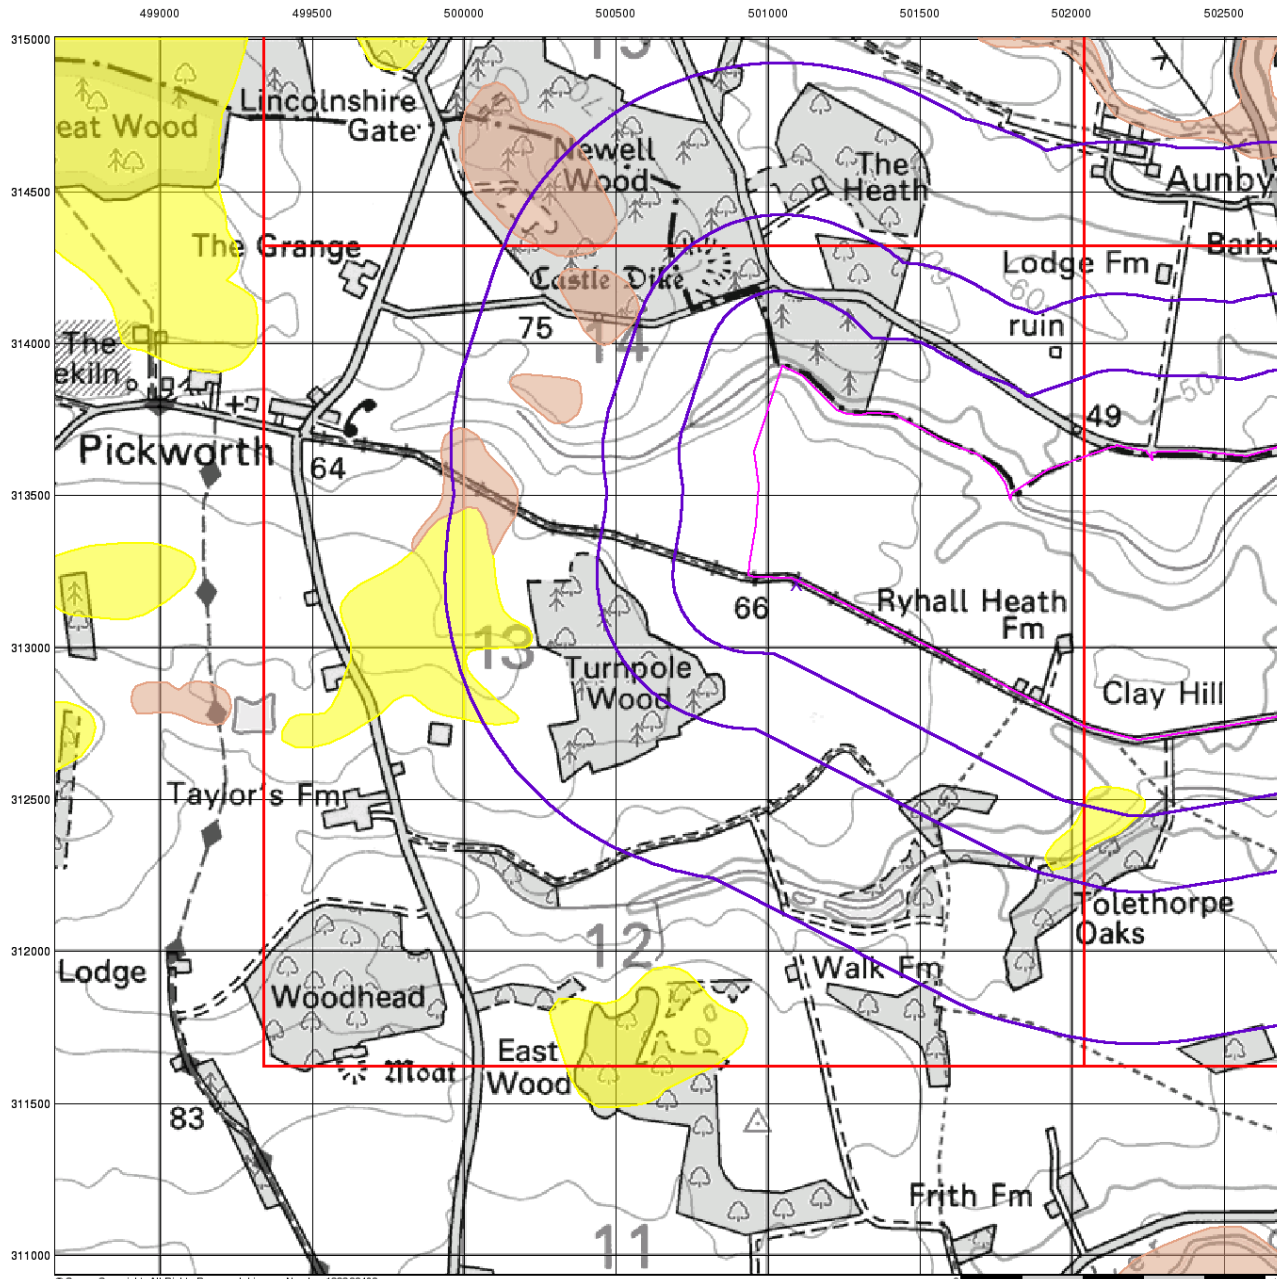 499000 499500 500000 500500 501000 501500 502000 502500
315000
314500
314000
313500
313000
312500
312000
311500
311000
Lincolnshire
Gate
eat Wood
Newell
Wood
The
Heath
Aunby
The Grange
Castle Dike
Lodge Fm
Barb
60
ruin
75
14
The
ekiln
50
49
Pickworth
64
66
Ryhall Heath
Fm
13
Turnpole
Wood
Clay Hill
Taylor's Fm
Tolethorpe
Oaks
12
Lodge
Walk Fm
Woodhead
East
Wood
Moat
83
Frith Fm
11